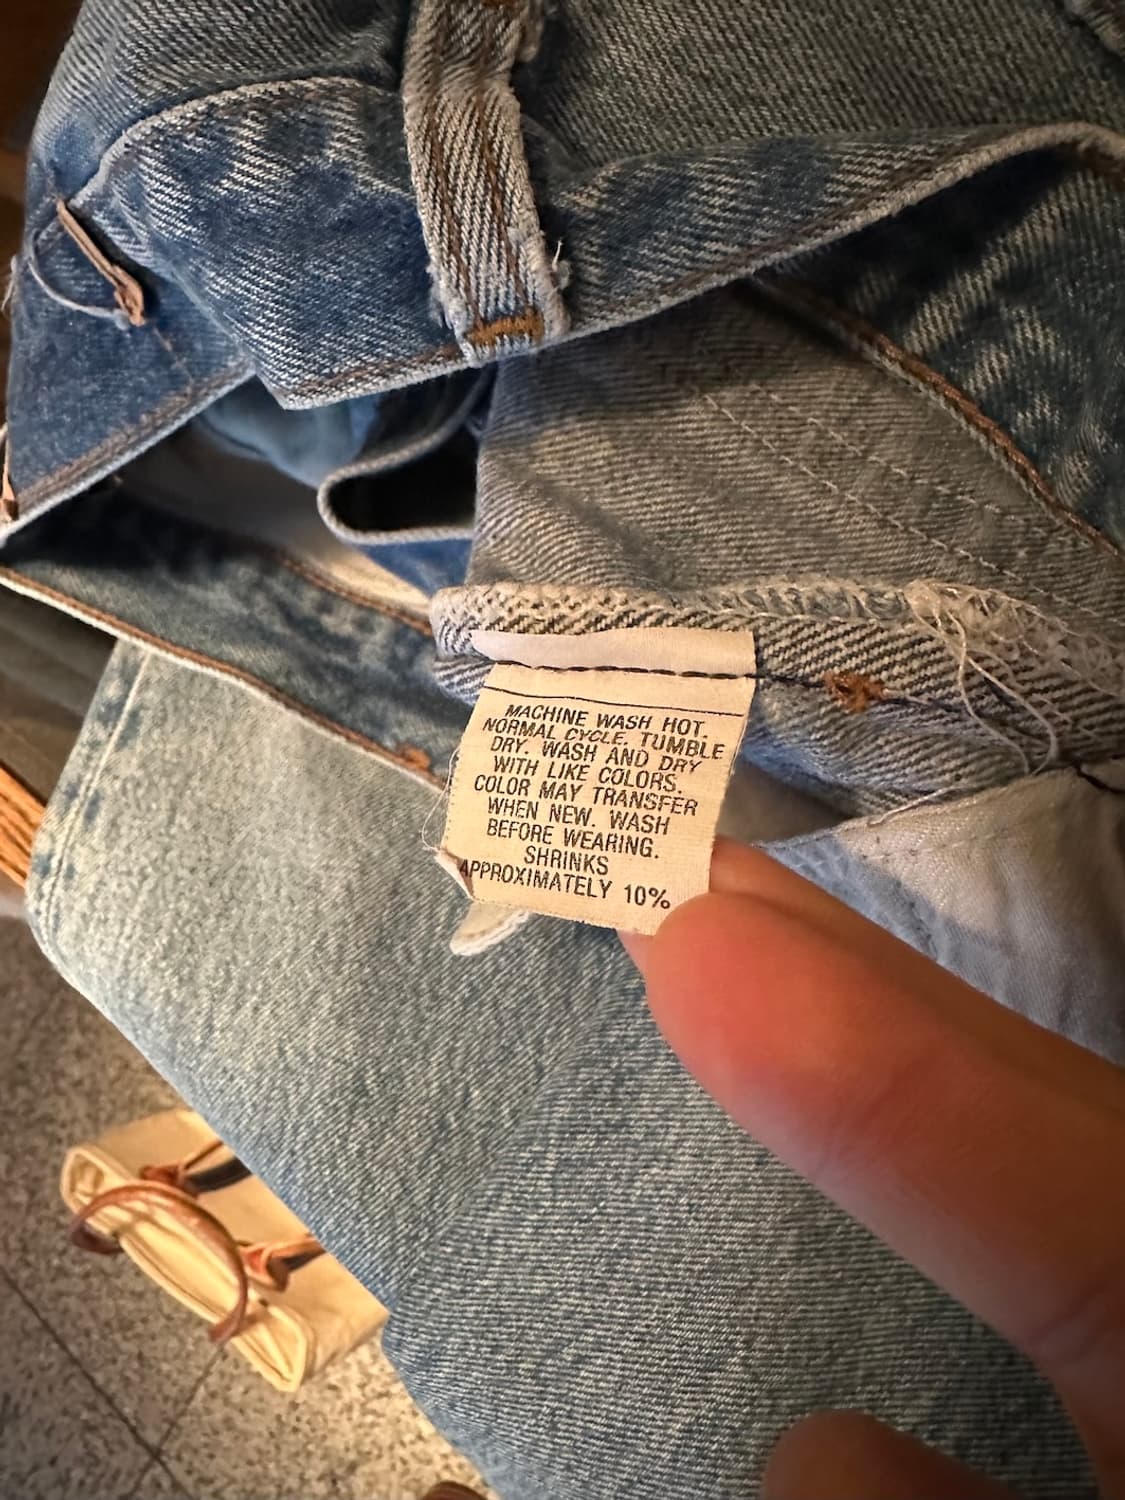 MACHINE WASH HOT.
NORMAL CYCLE. TUMBLE
DRY. WASH AND DRY
WITH LIKE COLORS.
COLOR MAY TRANSFER
WHEN NEW. WASH
BEFORE WEARING.
SHRINKS
APPROXIMATELY 10%